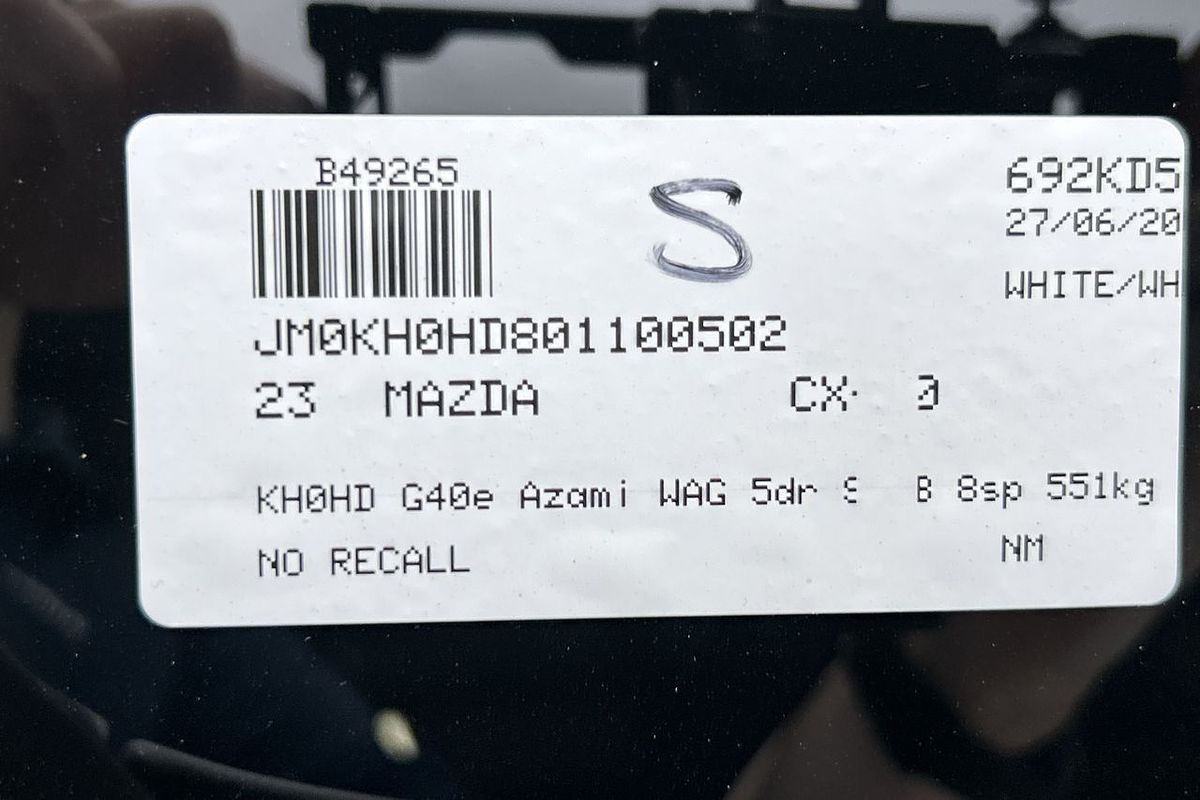 B49265
S
692KD5
27/06/20
WHITE/WH
JM0KH0HD801100502
23 MAZDA CX-
KH0HD G40e Azami WAG 5dr 8sp 551kg
NO RECALL NM